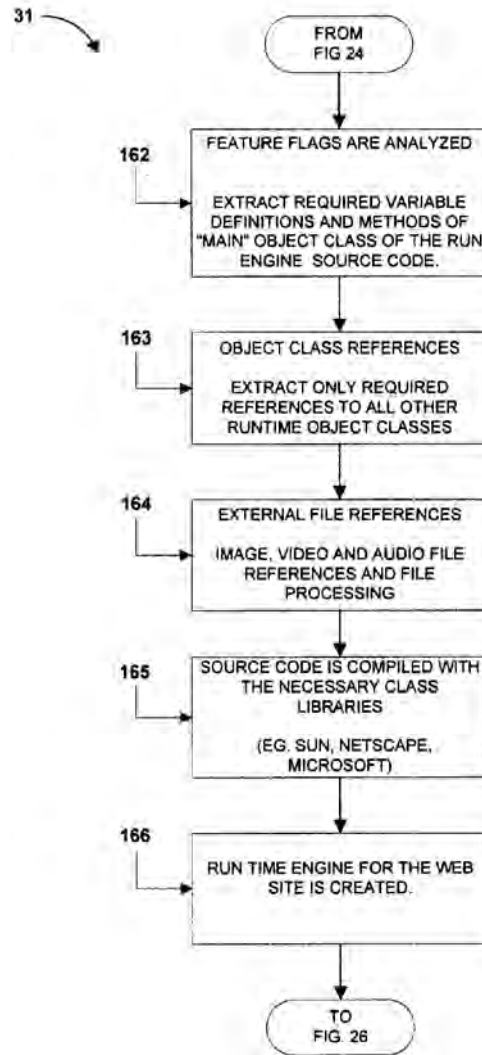 31
FROM
FIG 24
162
FEATURE FLAGS ARE ANALYZED
EXTRACT REQUIRED VARIABLE
DEFINITIONS AND METHODS OF
"MAIN" OBJECT CLASS OF THE RUN
ENGINE SOURCE CODE.
163
OBJECT CLASS REFERENCES
EXTRACT ONLY REQUIRED
REFERENCES TO ALL OTHER
RUNTIME OBJECT CLASSES
164
EXTERNAL FILE REFERENCES
IMAGE, VIDEO AND AUDIO FILE
REFERENCES AND FILE
PROCESSING
165
SOURCE CODE IS COMPILED WITH
THE NECESSARY CLASS
LIBRARIES
(EG. SUN, NETSCAPE,
MICROSOFT)
166
RUN TIME ENGINE FOR THE WEB
SITE IS CREATED.
TO
FIG. 26